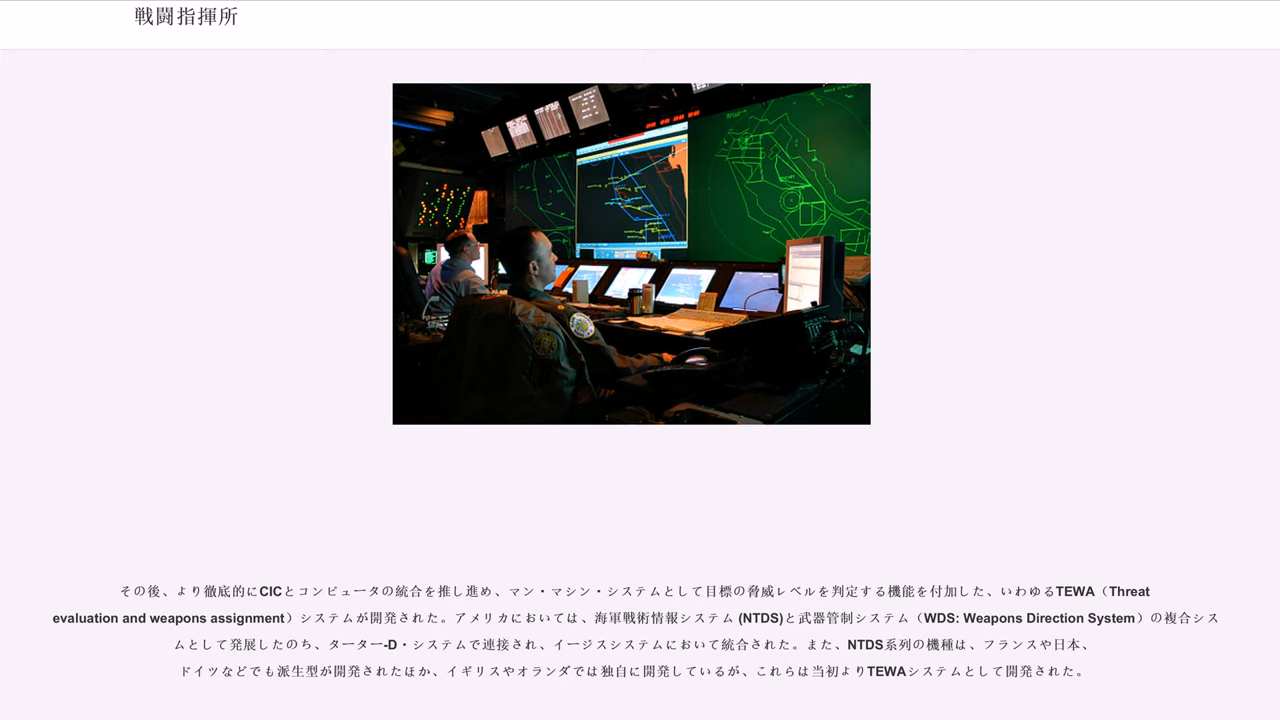 戦闘指揮所
その後、より徹底的にCICとコンピュータの統合を推し進め、マン・マシン・システムとして目標の脅威レベルを判定する機能を付加した、いわゆるTEWA（Threat
evaluation and weapons assignment）システムが開発された。アメリカにおいては、海軍戦術情報システム (NTDS)と武器管制システム（WDS: Weapons Direction System）の複合シス
ムとして発展したのち、ターター-D・システムで連接され、イージスシステムにおいて統合された。また、NTDS系列の機種は、フランスや日本、
ドイツなどでも派生型が開発されたほか、イギリスやオランダでは独自に開発しているが、これらは当初よりTEWAシステムとして開発された。